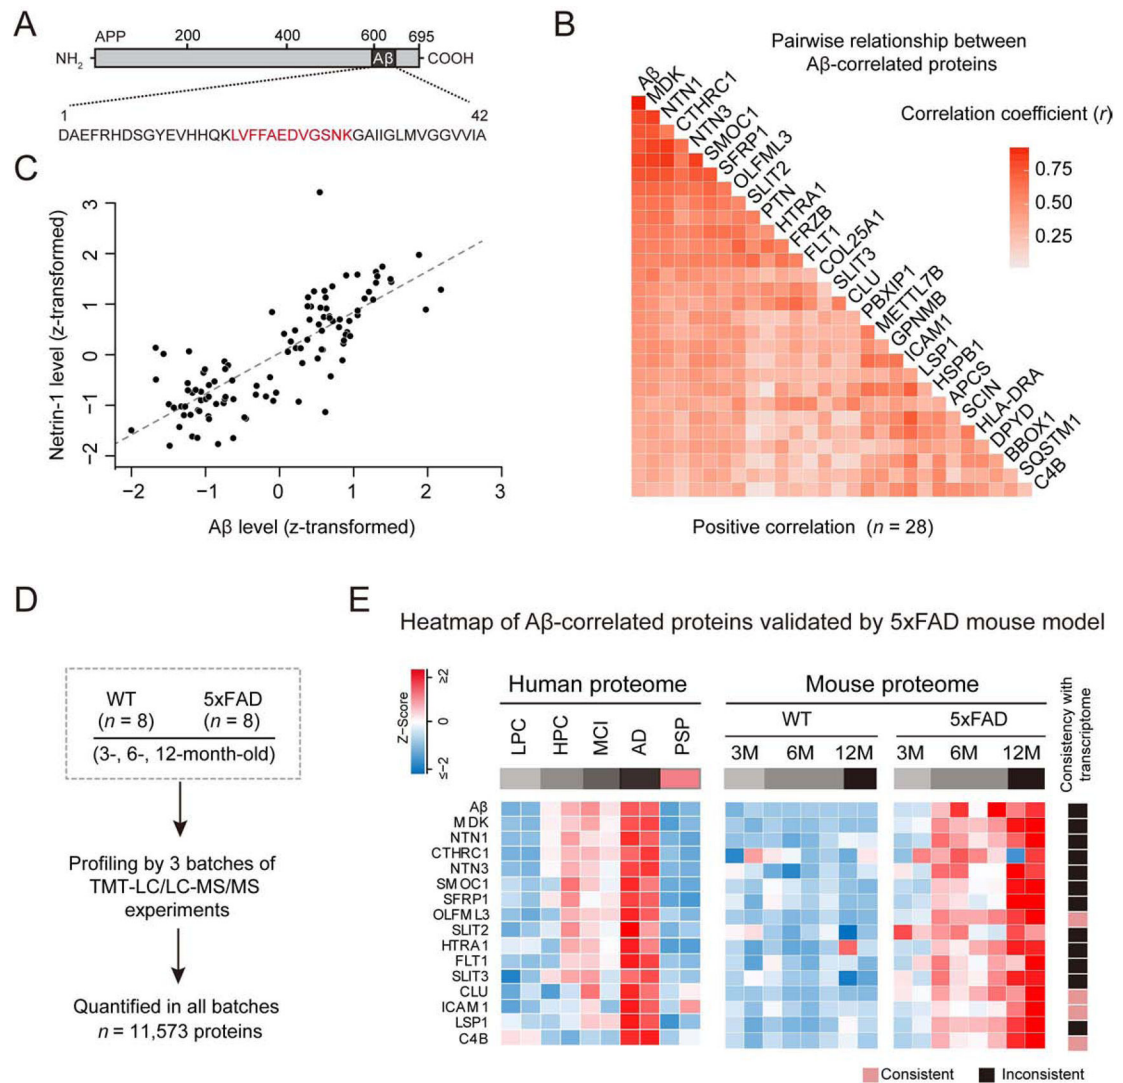 A
APP 200 400 600 695
NH2 Aβ COOH
1 42
DAEFRHDSGYEVHHQKLVFFAEDVGSNKGAIIGLMVGGVVIA
B
Pairwise relationship between
Aβ-correlated proteins
Aβ
MDK
NTN1
CTHRC1
NTN3
SMOC1
SFRP1
OLFML3
SLIT2
PTN
HTRA1
FRZB
FLT1
COL25A1
SLIT3
CLU
PBXIP1
METTL7B
GPNMB
ICAM1
LSP1
HSPB1
APCS
SCIN
HLA-DRA
DPYD
BBOX1
SQSTM1
C4B
Correlation coefficient (r)
0.75
0.50
0.25
Positive correlation (n = 28)
C
Netrin-1 level (z-transformed)
3
2
1
0
−1
−2
−2 −1 0 1 2 3
Aβ level (z-transformed)
D
WT 5xFAD
(n = 8) (n = 8)
(3-, 6-, 12-month-old)
Profiling by 3 batches of
TMT-LC/LC-MS/MS
experiments
Quantified in all batches
n = 11,573 proteins
E
Heatmap of Aβ-correlated proteins validated by 5xFAD mouse model
Z-Score
≥2
0
≤−2
Human proteome
LPC HPC MCI AD PSP
Mouse proteome
WT 5xFAD
3M 6M 12M 3M 6M 12M
Consistency with
transcriptome
Aβ
MDK
NTN1
CTHRC1
NTN3
SMOC1
SFRP1
OLFML3
SLIT2
HTRA1
FLT1
SLIT3
CLU
ICAM1
LSP1
C4B
Consistent Inconsistent